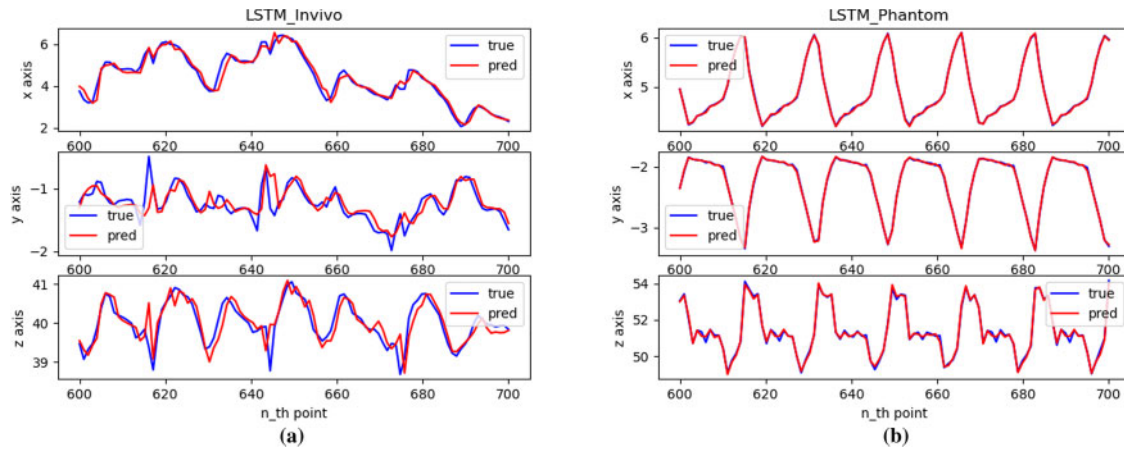 LSTM_Invivo
x axis
6
4
2
true
pred
600 620 640 660 680 700
y axis
−1
−2
true
pred
600 620 640 660 680 700
z axis
41
40
39
true
pred
600 620 640 660 680 700
n_th point
(a)
LSTM_Phantom
x axis
6
5
true
pred
600 620 640 660 680 700
y axis
−2
−3
true
pred
600 620 640 660 680 700
z axis
54
52
50
true
pred
600 620 640 660 680 700
n_th point
(b)